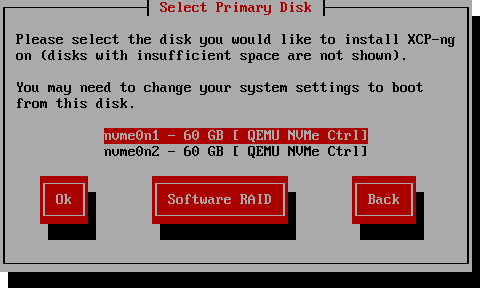 Select Primary Disk
Please select the disk you would like to install XCP-ng
on (disks with insufficient space are not shown).
You may need to change your system settings to boot
from this disk.
nvme0n1 - 60 GB [ QEMU NVMe Ctrl]
nvme0n2 - 60 GB [ QEMU NVMe Ctrl]
Ok Software RAID Back